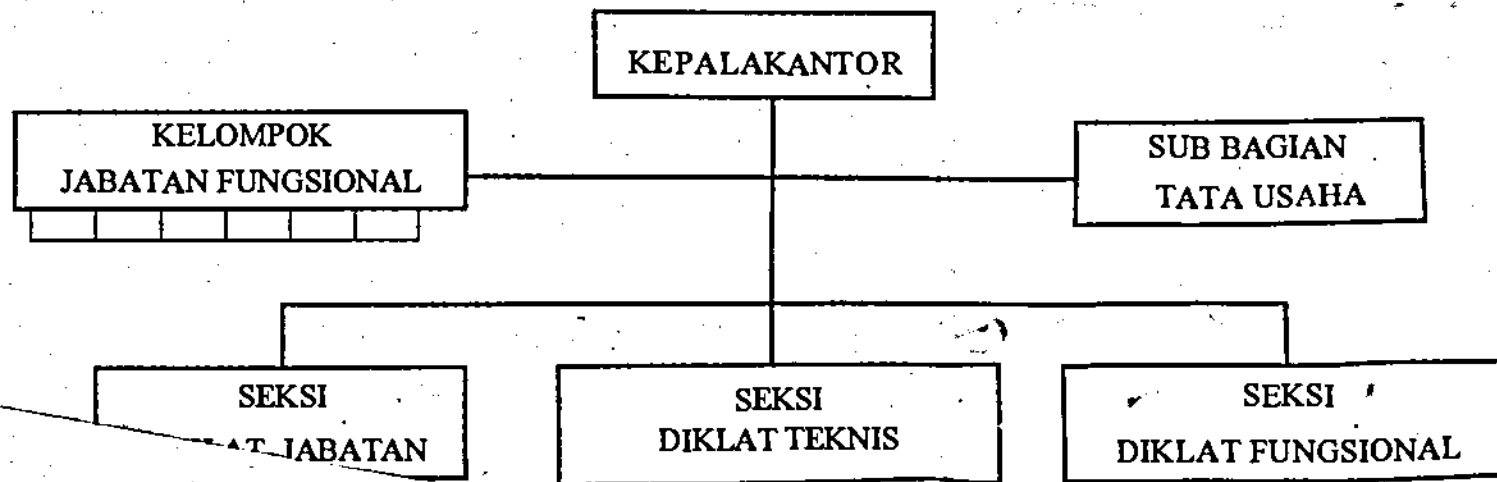 KEPALAKANTOR
KELOMPOK
JABATAN FUNGSIONAL
SUB BAGIAN
TATA USAHA
SEKSI
JABATAN
SEKSI
DIKLAT TEKNIS
SEKSI
DIKLAT FUNGSIONAL